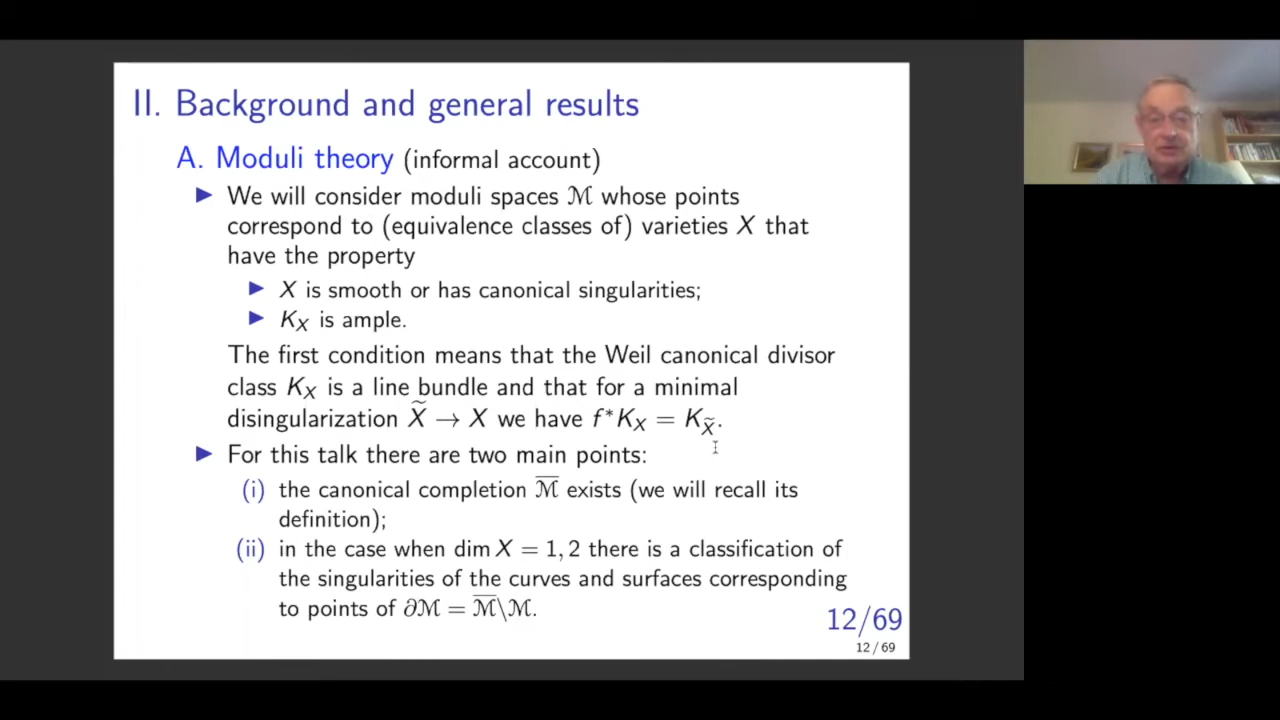 II. Background and general results
A. Moduli theory (informal account)
▶ We will consider moduli spaces ℳ whose points
correspond to (equivalence classes of) varieties X that
have the property
▶ X is smooth or has canonical singularities;
▶ K_X is ample.
The first condition means that the Weil canonical divisor
class K_X is a line bundle and that for a minimal
disingularization X̃ → X we have f*K_X = K_X̃.
▶ For this talk there are two main points:
(i) the canonical completion ℳ̅ exists (we will recall its
definition);
(ii) in the case when dim X = 1, 2 there is a classification of
the singularities of the curves and surfaces corresponding
to points of ∂ℳ = ℳ̅\ℳ.
12/69
12 / 69